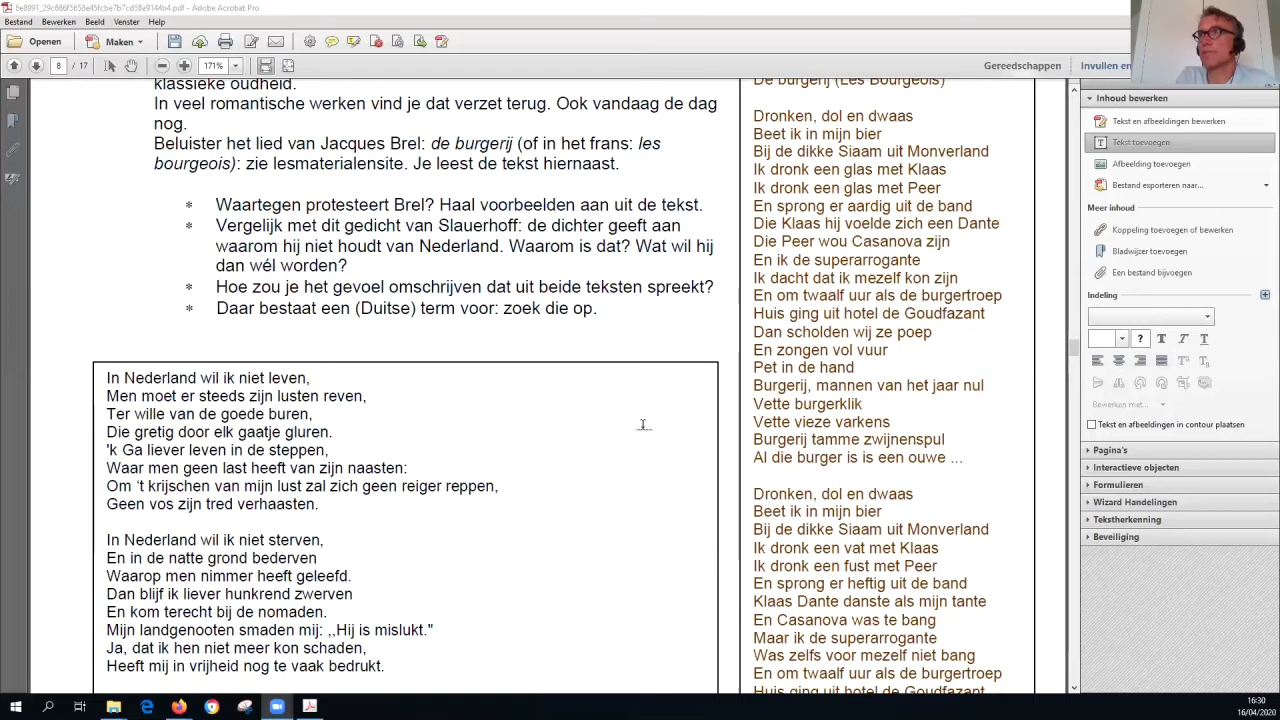 6e8991_29c666f5658e45fcbe7b7cd58e9144b4.pdf - Adobe Acrobat Pro
Bestand Bewerken Beeld Venster Help
Openen Maken
8 / 17 171% Gereedschappen Invullen en
klassieke oudheid.
In veel romantische werken vind je dat verzet terug. Ook vandaag de dag
nog.
Beluister het lied van Jacques Brel: de burgerij (of in het frans: les
bourgeois): zie lesmaterialensite. Je leest de tekst hiernaast.
* Waartegen protesteert Brel? Haal voorbeelden aan uit de tekst.
* Vergelijk met dit gedicht van Slauerhoff: de dichter geeft aan
waarom hij niet houdt van Nederland. Waarom is dat? Wat wil hij
dan wél worden?
* Hoe zou je het gevoel omschrijven dat uit beide teksten spreekt?
* Daar bestaat een (Duitse) term voor: zoek die op.
In Nederland wil ik niet leven,
Men moet er steeds zijn lusten reven,
Ter wille van de goede buren,
Die gretig door elk gaatje gluren.
'k Ga liever leven in de steppen,
Waar men geen last heeft van zijn naasten:
Om ‘t krijschen van mijn lust zal zich geen reiger reppen,
Geen vos zijn tred verhaasten.
In Nederland wil ik niet sterven,
En in de natte grond bederven
Waarop men nimmer heeft geleefd.
Dan blijf ik liever hunkrend zwerven
En kom terecht bij de nomaden.
Mijn landgenooten smaden mij: ,,Hij is mislukt."
Ja, dat ik hen niet meer kon schaden,
Heeft mij in vrijheid nog te vaak bedrukt.
De burgerij (Les Bourgeois)
Dronken, dol en dwaas
Beet ik in mijn bier
Bij de dikke Siaam uit Monverland
Ik dronk een glas met Klaas
Ik dronk een glas met Peer
En sprong er aardig uit de band
Die Klaas hij voelde zich een Dante
Die Peer wou Casanova zijn
En ik de superarrogante
Ik dacht dat ik mezelf kon zijn
En om twaalf uur als de burgertroep
Huis ging uit hotel de Goudfazant
Dan scholden wij ze poep
En zongen vol vuur
Pet in de hand
Burgerij, mannen van het jaar nul
Vette burgerklik
Vette vieze varkens
Burgerij tamme zwijnenspul
Al die burger is is een ouwe ...
Dronken, dol en dwaas
Beet ik in mijn bier
Bij de dikke Siaam uit Monverland
Ik dronk een vat met Klaas
Ik dronk een fust met Peer
En sprong er heftig uit de band
Klaas Dante danste als mijn tante
En Casanova was te bang
Maar ik de superarrogante
Was zelfs voor mezelf niet bang
En om twaalf uur als de burgertroep
Huis ging uit hotel de Goudfazant
Inhoud bewerken
Tekst en afbeeldingen bewerken
Tekst toevoegen
Afbeelding toevoegen
Bestand exporteren naar...
Meer inhoud
Koppeling toevoegen of bewerken
Bladwijzer toevoegen
Een bestand bijvoegen
Indeling
?
T T T
Bewerken met...
Tekst en afbeeldingen in contour plaatsen
Pagina's
Interactieve objecten
Formulieren
Wizard Handelingen
Tekstherkenning
Beveiliging
16:30
16/04/2020